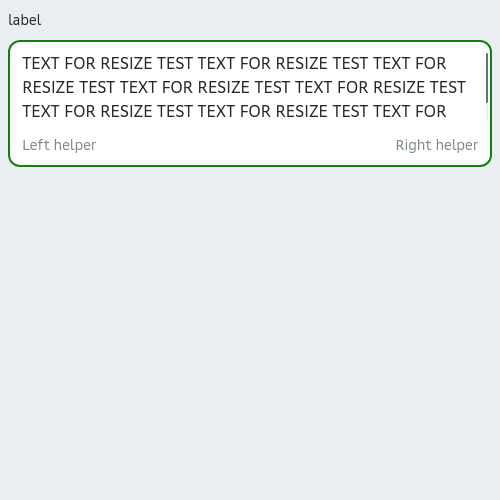 label
TEXT FOR RESIZE TEST TEXT FOR RESIZE TEST TEXT FOR
RESIZE TEST TEXT FOR RESIZE TEST TEXT FOR RESIZE TEST
TEXT FOR RESIZE TEST TEXT FOR RESIZE TEST TEXT FOR
Left helper Right helper